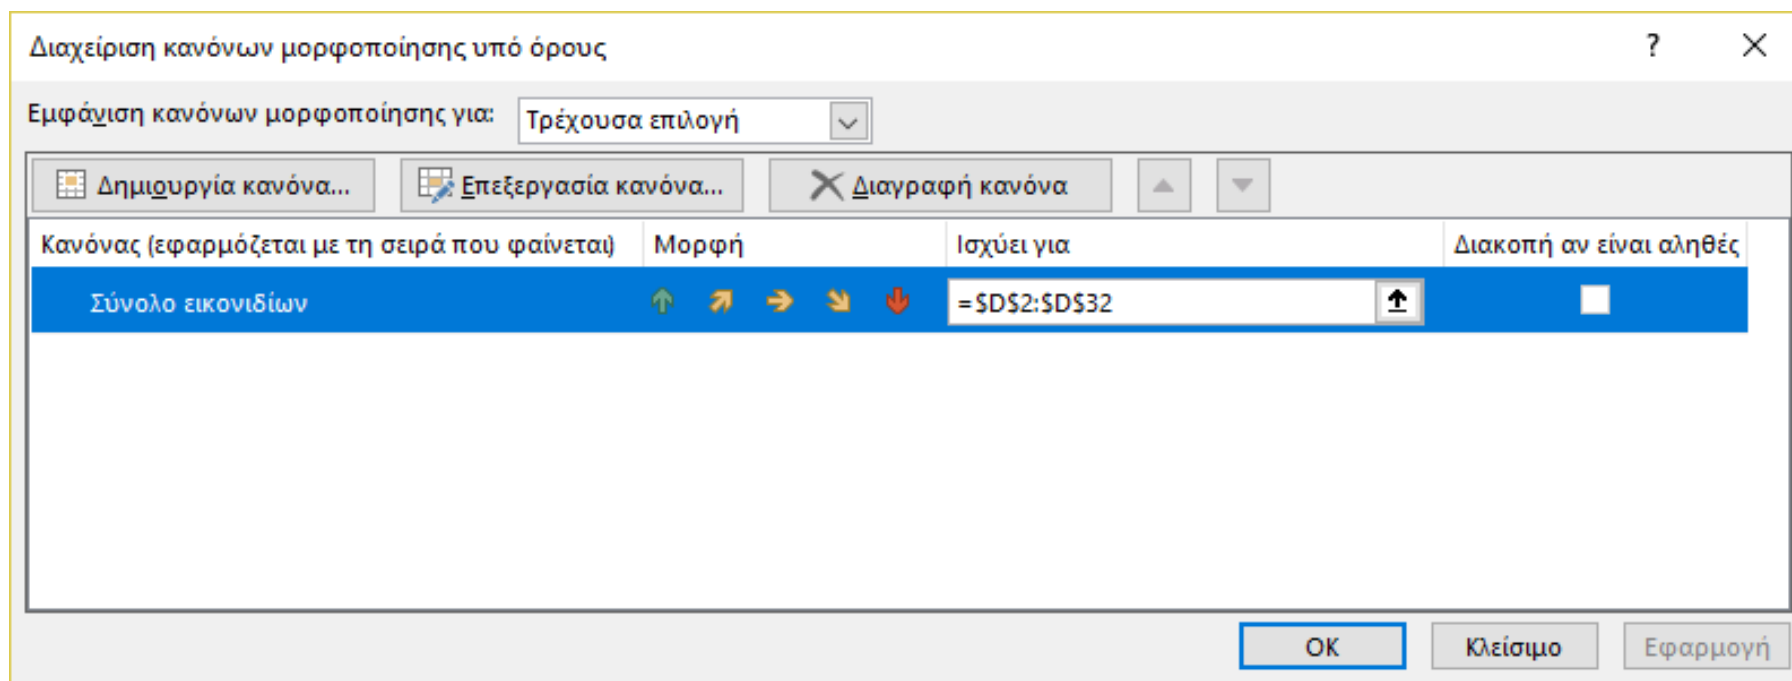 Διαχείριση κανόνων μορφοποίησης υπό όρους ?
Εμφάνιση κανόνων μορφοποίησης για: Τρέχουσα επιλογή
Δημιουργία κανόνα... Επεξεργασία κανόνα... Διαγραφή κανόνα
Κανόνας (εφαρμόζεται με τη σειρά που φαίνεται) Μορφή Ισχύει για Διακοπή αν είναι αληθές
Σύνολο εικονιδίων =$D$2:$D$32
OK Κλείσιμο Εφαρμογή